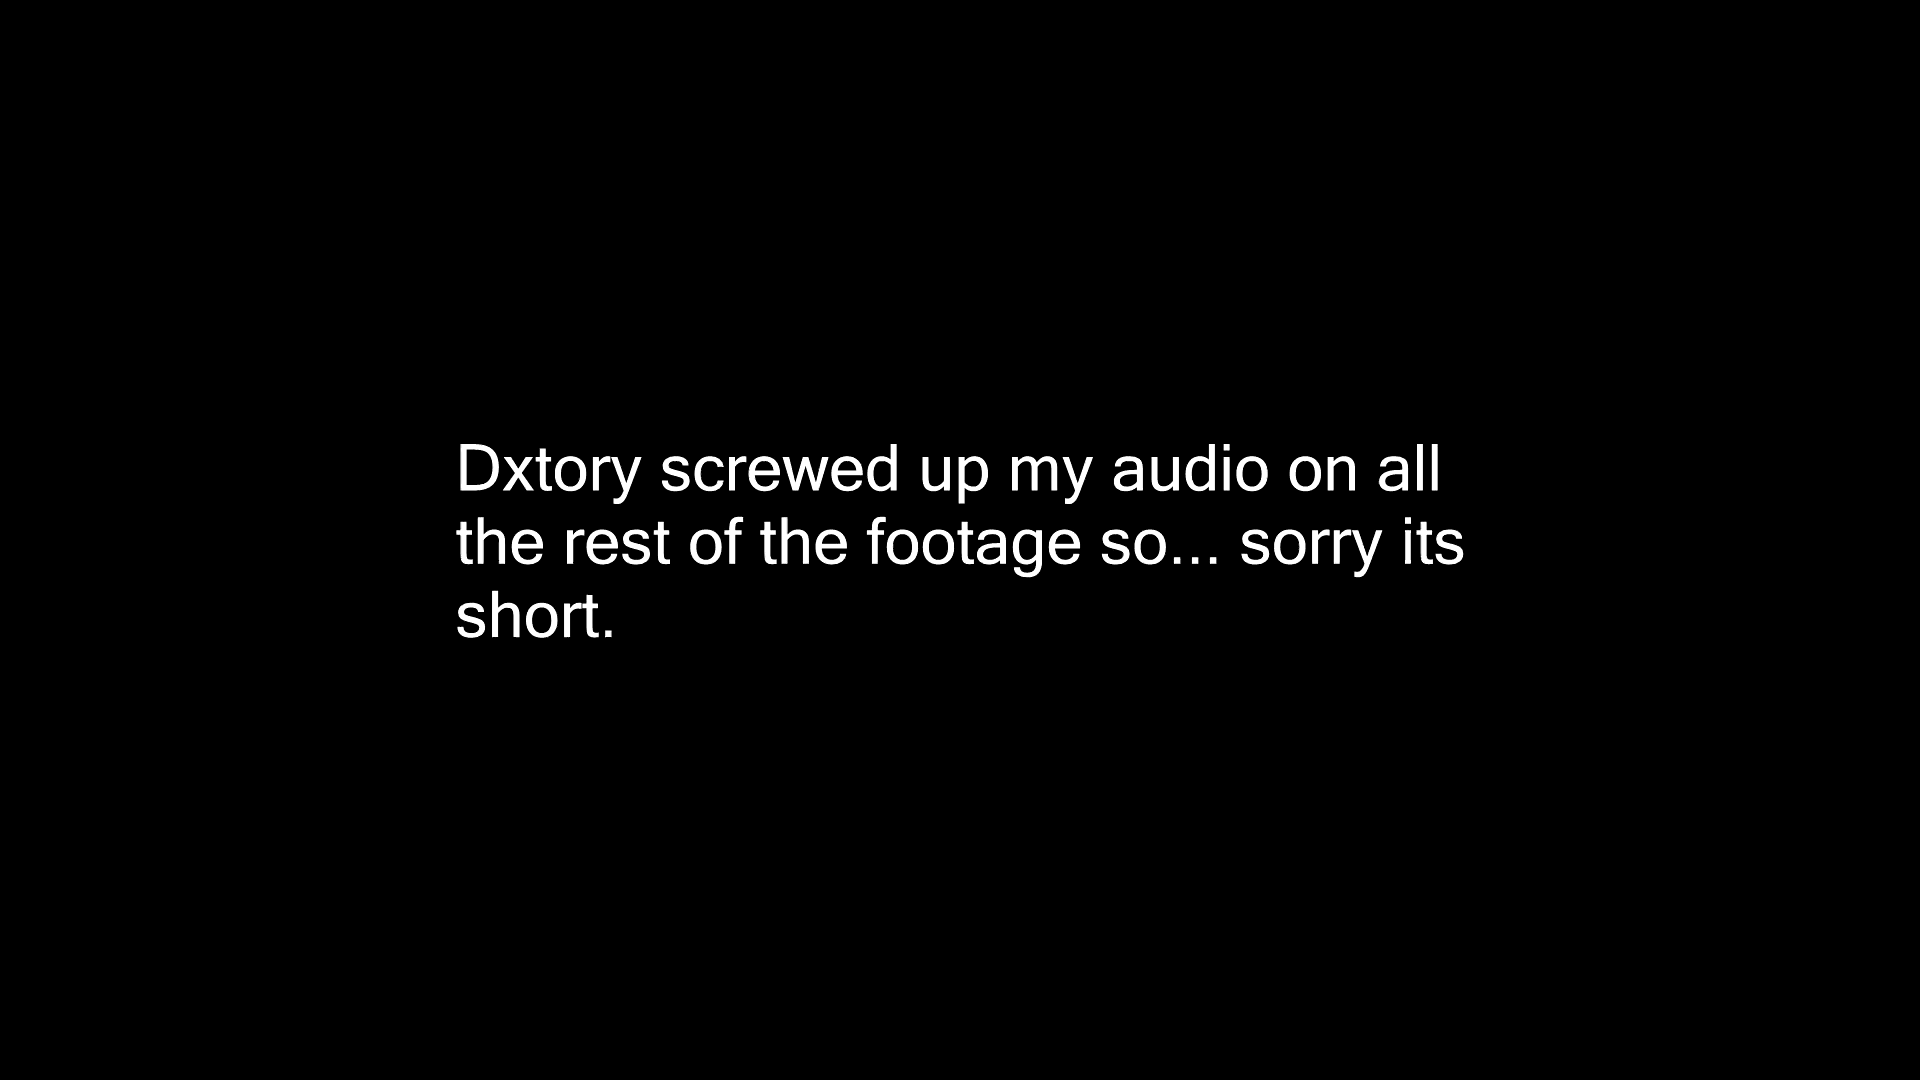 Dxtory screwed up my audio on all
the rest of the footage so... sorry its
short.